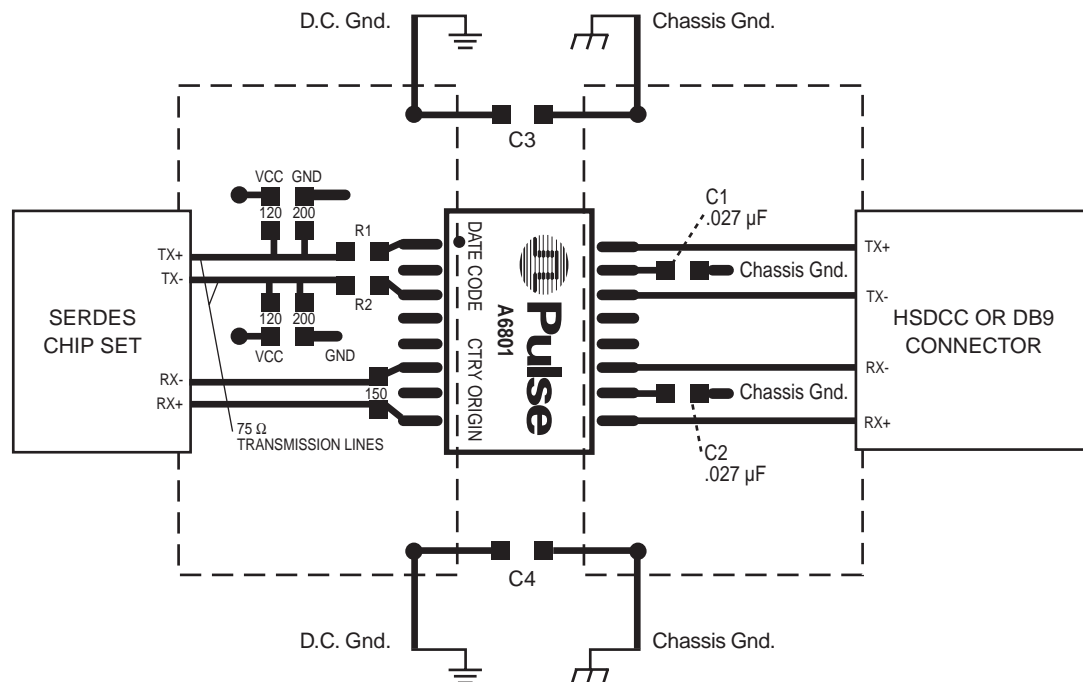 D.C. Gnd.
Chassis Gnd.
C3
VCC GND
120 200
R1
TX+
TX-
R2
120 200
VCC
GND
SERDES
CHIP SET
RX-
RX+
150
75 Ω
TRANSMISSION LINES
DATE CODE
CTRY ORIGIN
A6801
Pulse
C1
.027 µF
TX+
Chassis Gnd.
TX-
HSDCC OR DB9
CONNECTOR
RX-
Chassis Gnd.
RX+
C2
.027 µF
C4
D.C. Gnd.
Chassis Gnd.